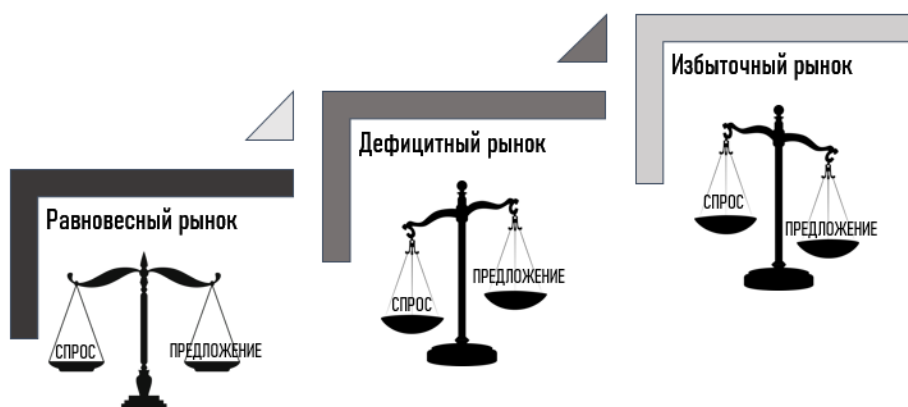 Равновесный рынок
СПРОС
ПРЕДЛОЖЕНИЕ
Дефицитный рынок
СПРОС
ПРЕДЛОЖЕНИЕ
Избыточный рынок
СПРОС
ПРЕДЛОЖЕНИЕ